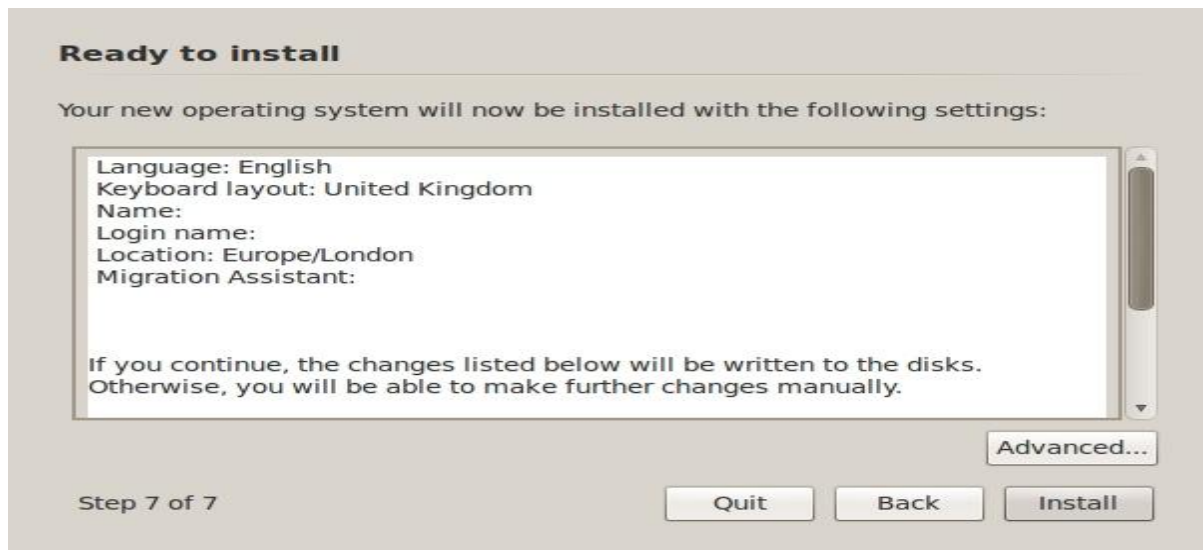 Ready to install
Your new operating system will now be installed with the following settings:
Language: English
Keyboard layout: United Kingdom
Name:
Login name:
Location: Europe/London
Migration Assistant:
If you continue, the changes listed below will be written to the disks.
Otherwise, you will be able to make further changes manually.
Advanced...
Step 7 of 7 Quit Back Install